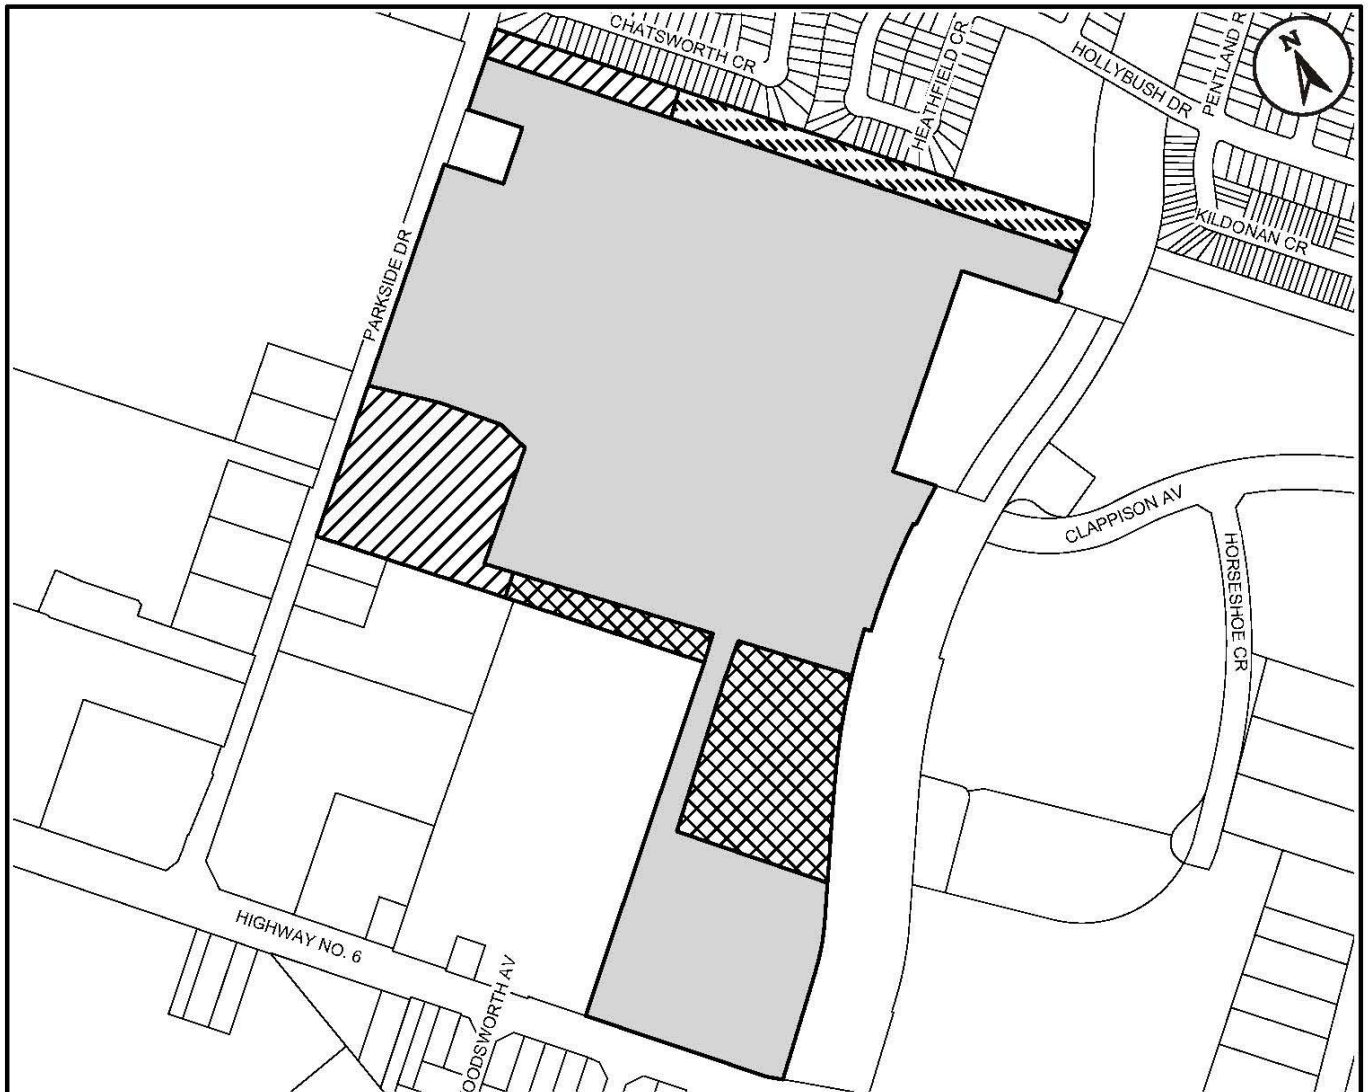 CHATSWORTH CR
HEATHFIELD CR
HOLLYBUSH DR
PENTLAND R
N
KILDONAN CR
PARKSIDE DR
CLAPPISON AV
HORSESHOE CR
HIGHWAY NO. 6
OODSWORTH AV